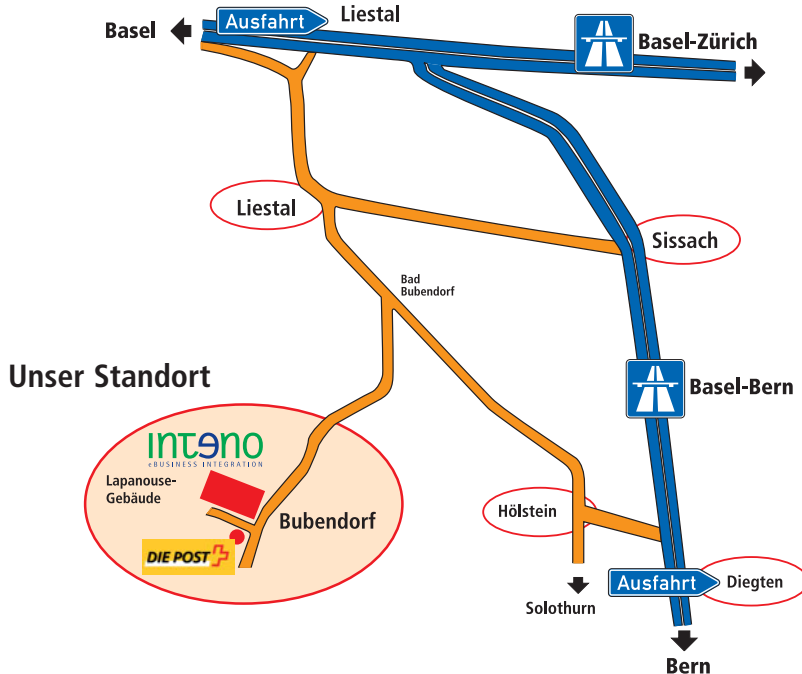 Ausfahrt
Liestal
Basel
Basel-Zürich
Liestal
Sissach
Bad
Bubendorf
Unser Standort
Basel-Bern
inteno
eBUSINESS INTEGRATION
Lapanouse-
Gebäude
Bubendorf
Hölstein
DIE POST
Ausfahrt
Diegten
Solothurn
Bern